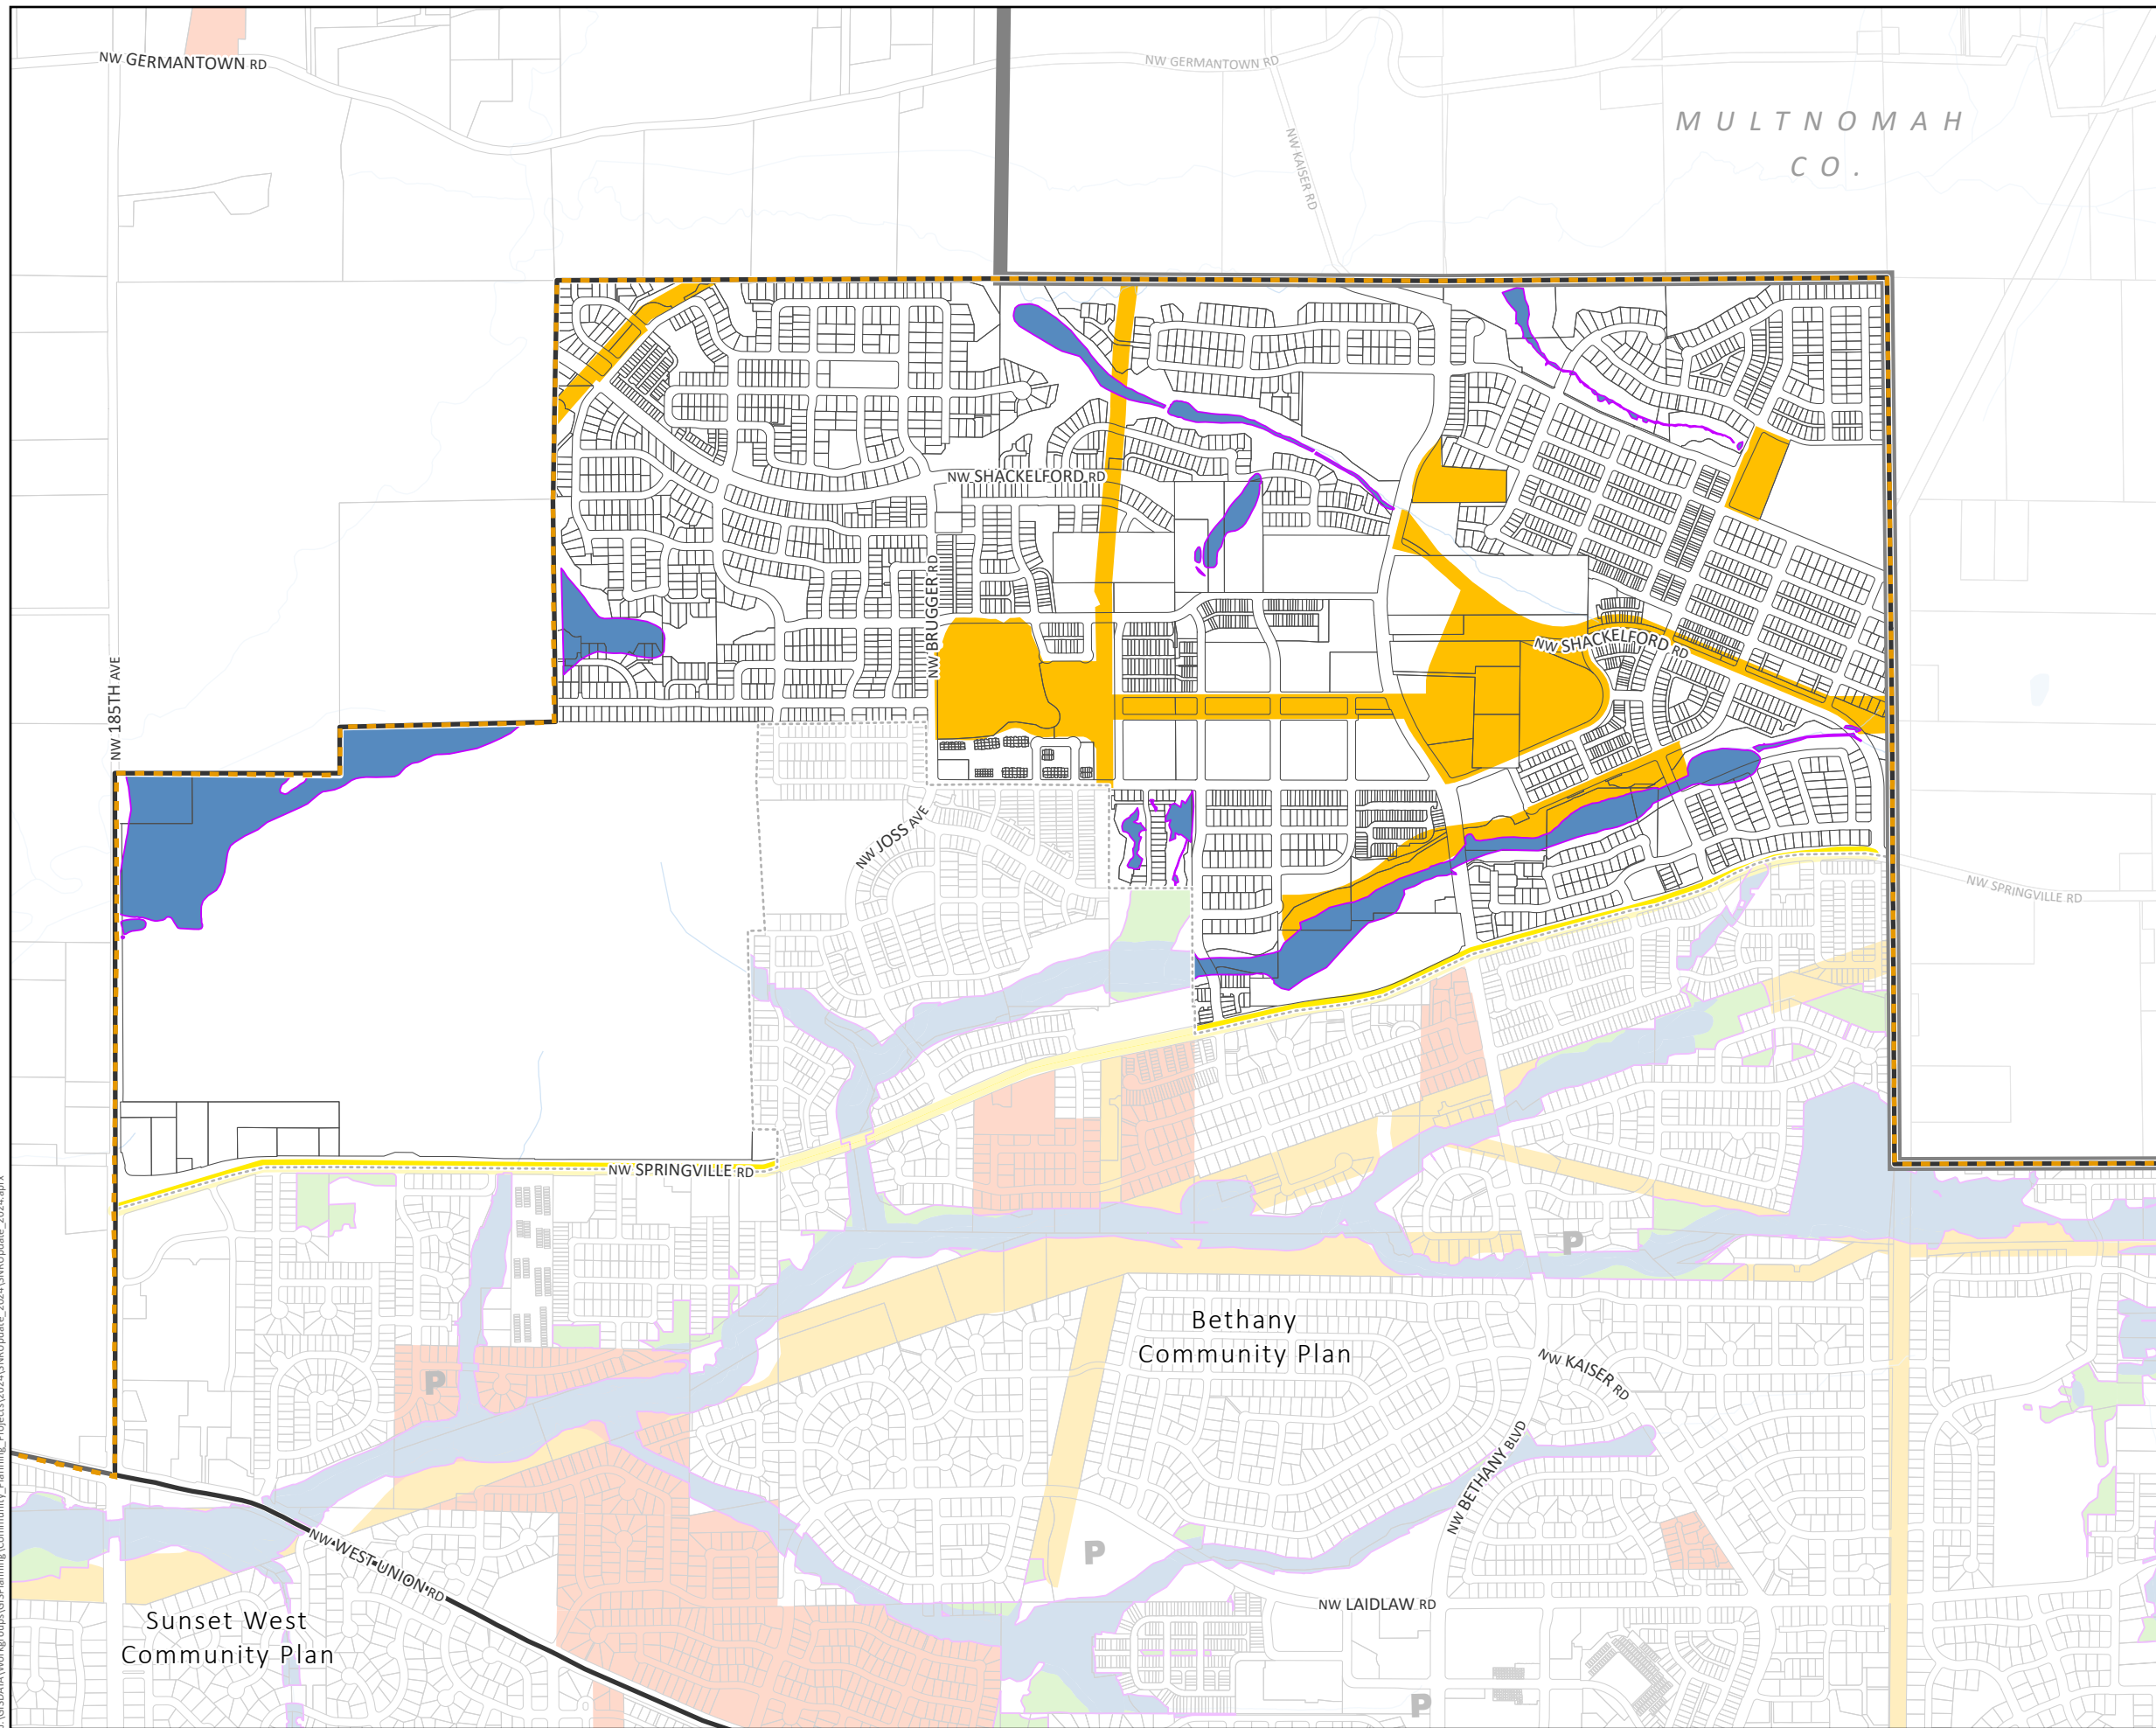 NW GERMANTOWN RD
NW GERMANTOWN RD
NW KAISER RD
MULTNOMAH
CO.
NW SHACKELFORD RD
NW BRUGGER RD
NW SHACKELFORD RD
NW 185TH AVE
NW JOSS AVE
NW SPRINGVILLE RD
NW SPRINGVILLE RD
P
Bethany
Community Plan
P
NW KAISER RD
NW BETHANY BLVD
P
NW WEST UNION RD
NW LAIDLAW RD
Sunset West
Community Plan
P